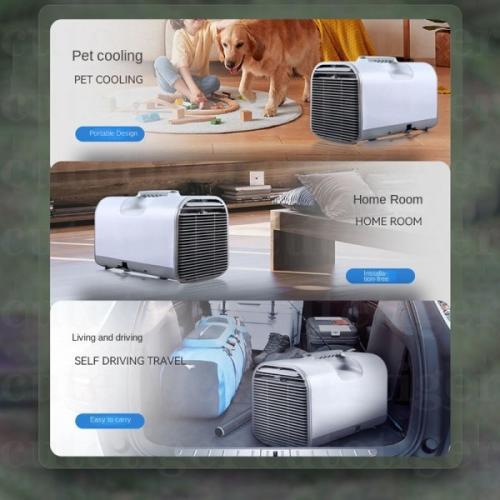 Pet cooling
PET COOLING
Portable Design
Home Room
HOME ROOM
Installa-
tion-free
Living and driving
SELF DRIVING TRAVEL
Easy to carry